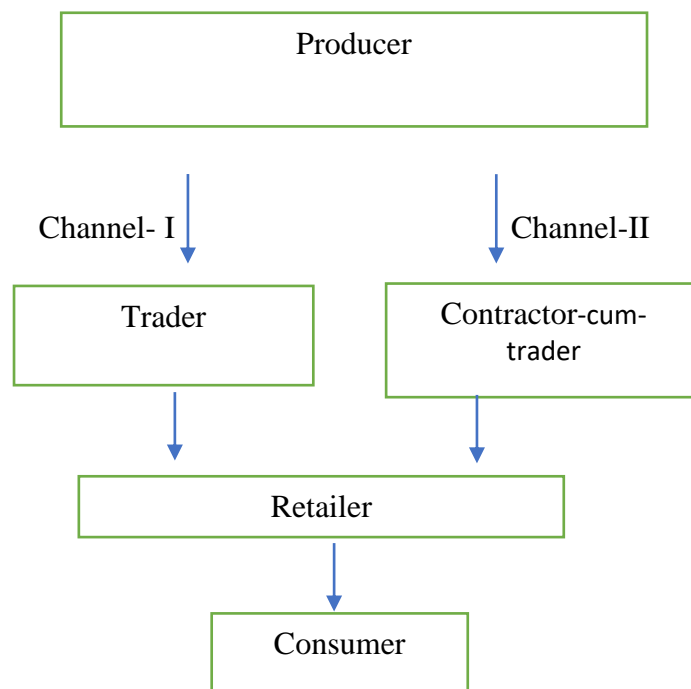 Producer
Channel- I
Channel-II
Trader
Contractor-cum-
trader
Retailer
Consumer